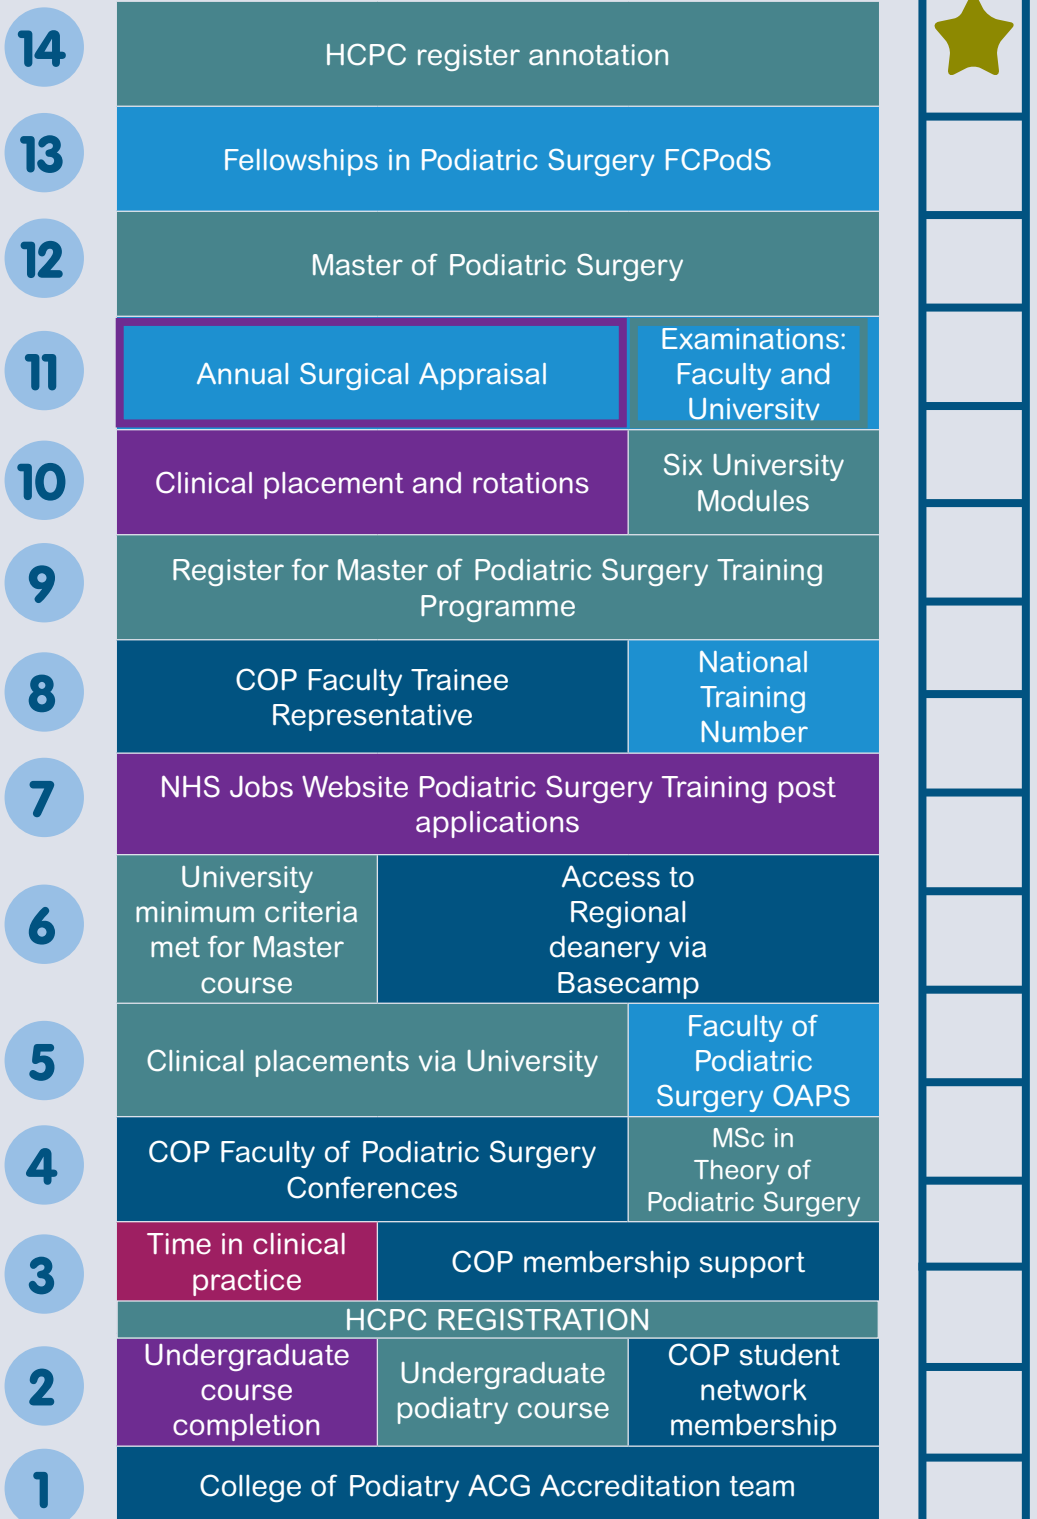 14
HCPC register annotation
13
Fellowships in Podiatric Surgery FCPodS
12
Master of Podiatric Surgery
11
Annual Surgical Appraisal
Examinations:
Faculty and
University
10
Clinical placement and rotations
Six University
Modules
9
Register for Master of Podiatric Surgery Training
Programme
8
COP Faculty Trainee
Representative
National
Training
Number
7
NHS Jobs Website Podiatric Surgery Training post
applications
6
University
minimum criteria
met for Master
course
Access to
Regional
deanery via
Basecamp
5
Clinical placements via University
Faculty of
Podiatric
Surgery OAPS
4
COP Faculty of Podiatric Surgery
Conferences
MSc in
Theory of
Podiatric Surgery
3
Time in clinical
practice
COP membership support
HCPC REGISTRATION
2
Undergraduate
course
completion
Undergraduate
podiatry course
COP student
network
membership
1
College of Podiatry ACG Accreditation team